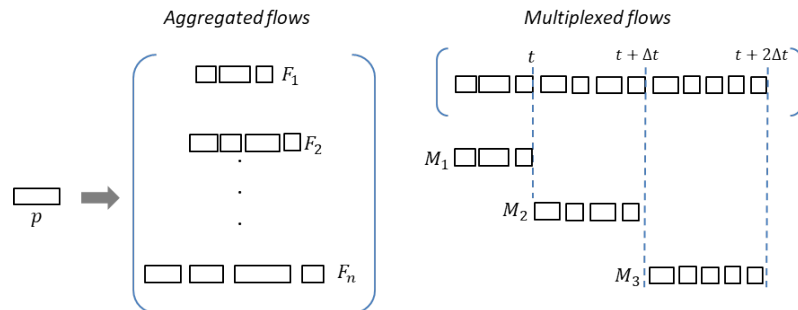 Aggregated flows
Multiplexed flows
t
t + Δt
t + 2Δt
F₁
F₂
M₁
p
M₂
Fₙ
M₃